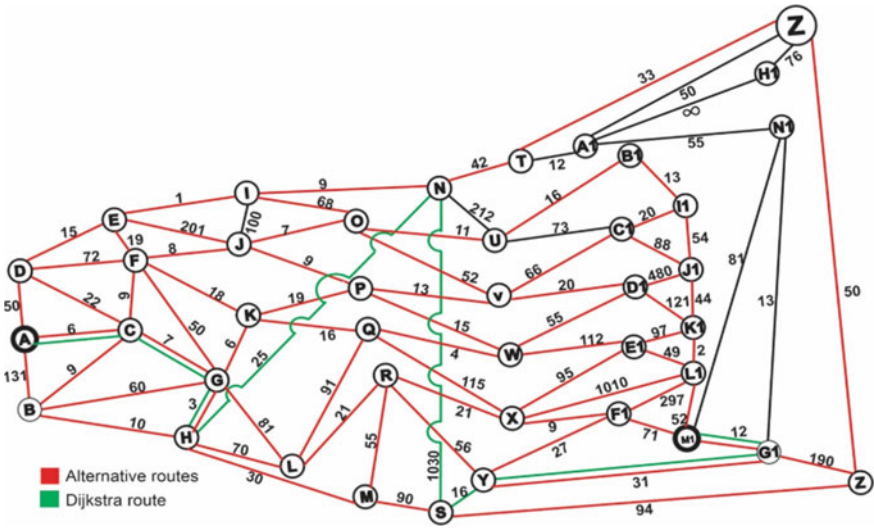 Z
33
50
76
H1
∞
N1
55
A1
T
12
42
B1
13
16
I1
N
9
I
1
E
68
212
U
73
C1
20
88
54
81
13
50
O
11
7
100
J
201
15
D
72
19
F
8
9
52
66
v
20
D1
480
J1
44
121
K1
P
13
22
6
50
A
6
C
7
18
50
K
19
16
Q
15
4
W
55
112
E1
97
49
2
L1
131
9
B
60
10
G
6
3
H
25
81
91
R
21
115
21
X
95
1010
9
F1
297
52
M1
71
12
G1
190
Z
70
30
L
55
M
90
1030
S
16
Y
56
27
31
94
Alternative routes
Dijkstra route